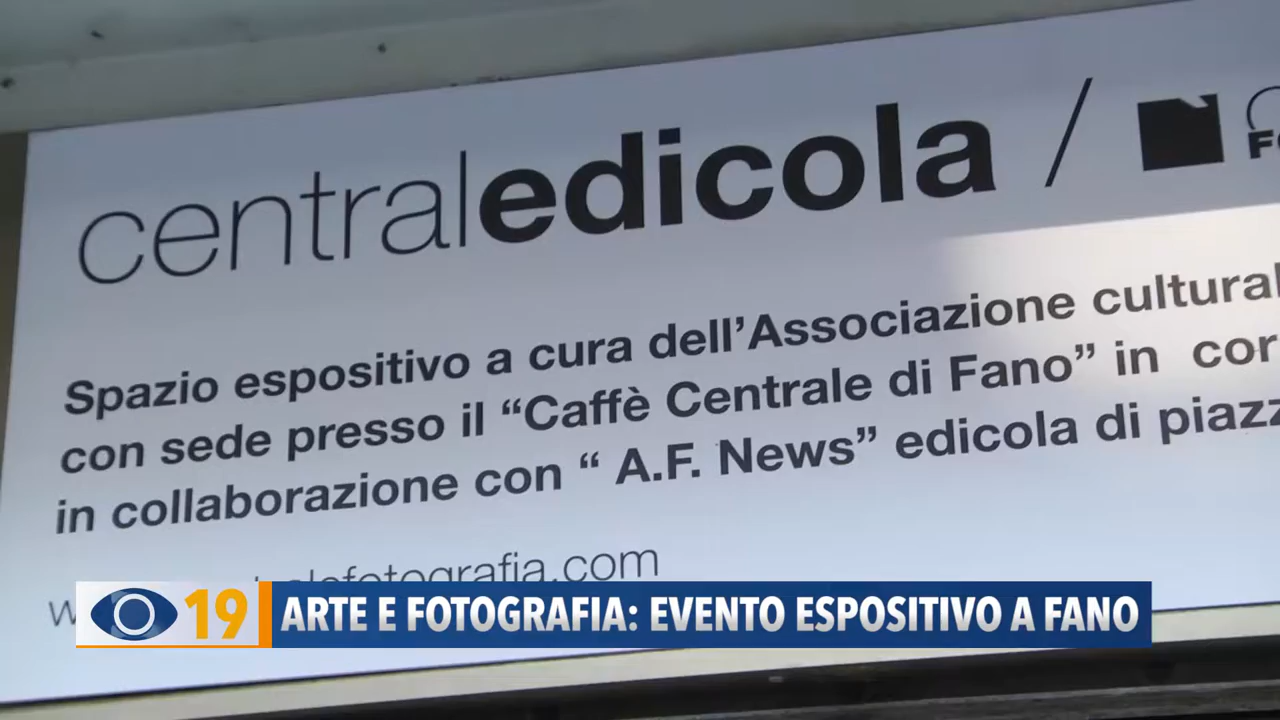 centraledicola /
Spazio espositivo a cura dell’Associazione cultural
con sede presso il “Caffè Centrale di Fano” in cor
in collaborazione con “ A.F. News” edicola di piazz
19 ARTE E FOTOGRAFIA: EVENTO ESPOSITIVO A FANO